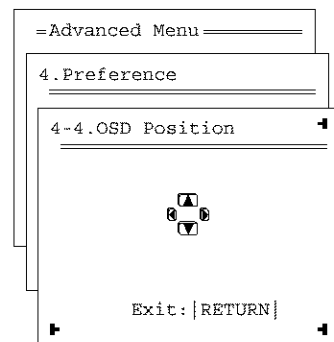 =Advanced Menu
4.Preference
4-4.OSD Position
Exit:[RETURN]